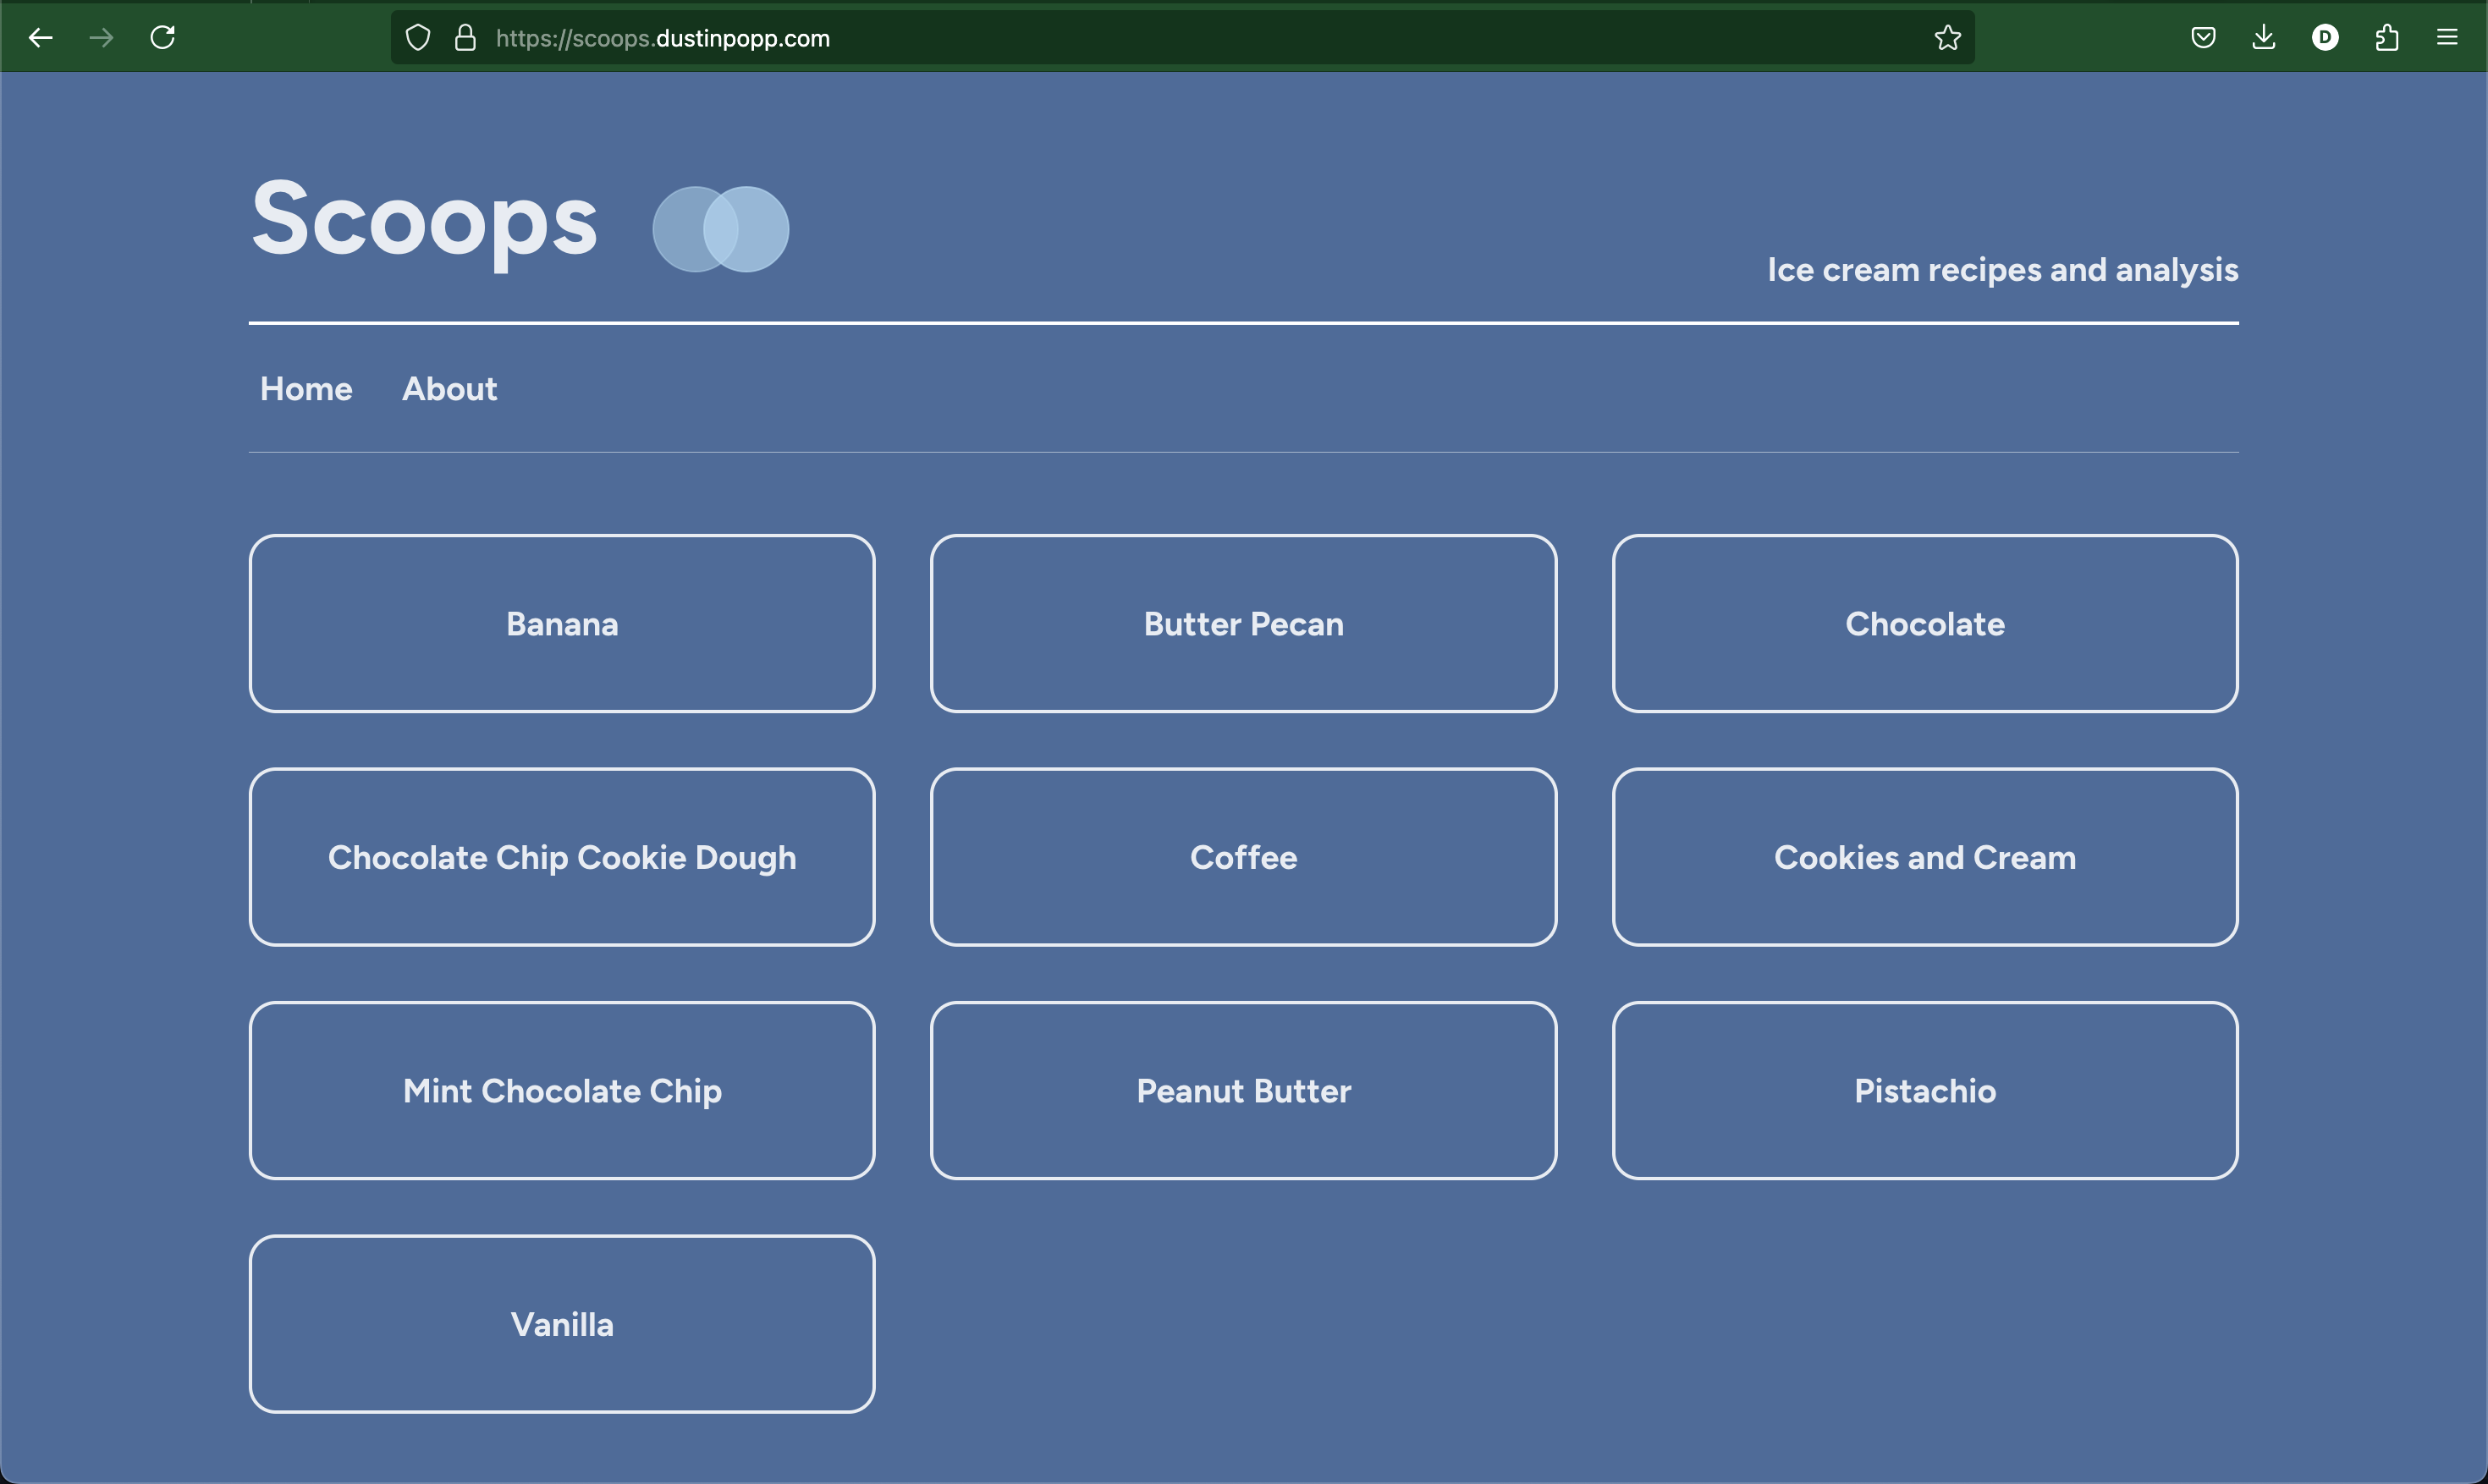 https://scoops.dustinpopp.com
D
Scoops
Ice cream recipes and analysis
Home About
Banana Butter Pecan Chocolate
Chocolate Chip Cookie Dough Coffee Cookies and Cream
Mint Chocolate Chip Peanut Butter Pistachio
Vanilla